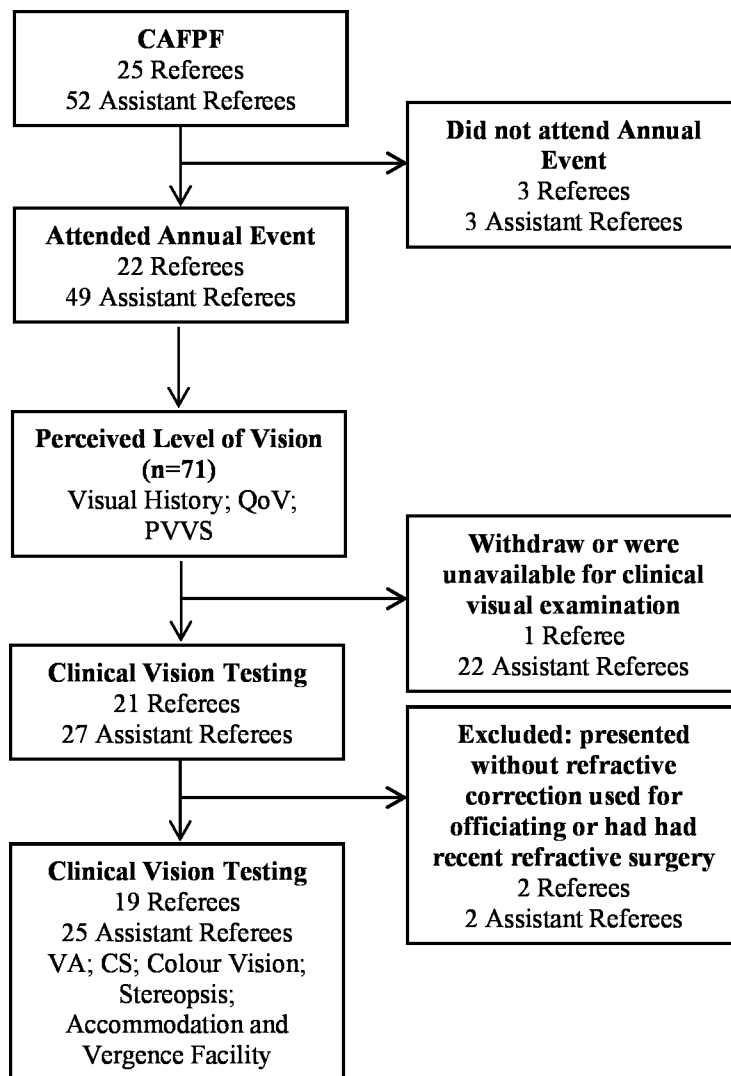 CAFPF
25 Referees
52 Assistant Referees
Did not attend Annual
Event
3 Referees
3 Assistant Referees
Attended Annual Event
22 Referees
49 Assistant Referees
Perceived Level of Vision
(n=71)
Visual History; QoV;
PVVS
Withdraw or were
unavailable for clinical
visual examination
1 Referee
22 Assistant Referees
Clinical Vision Testing
21 Referees
27 Assistant Referees
Excluded: presented
without refractive
correction used for
officiating or had had
recent refractive surgery
2 Referees
2 Assistant Referees
Clinical Vision Testing
19 Referees
25 Assistant Referees
VA; CS; Colour Vision;
Stereopsis;
Accommodation and
Vergence Facility